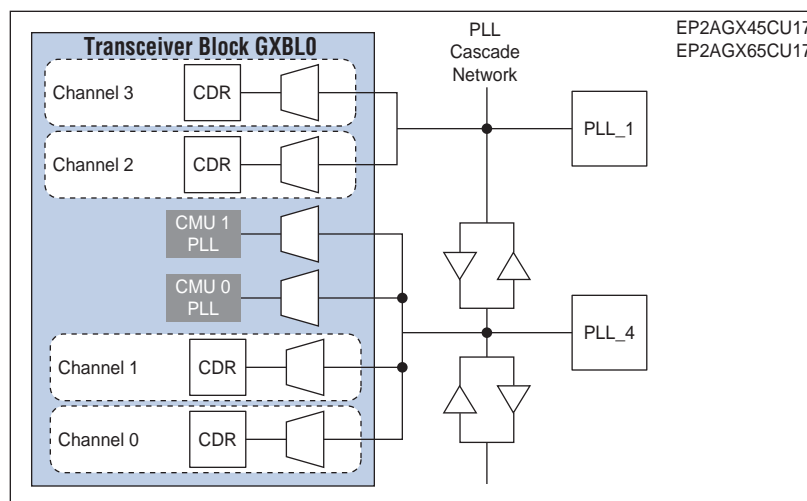 Transceiver Block GXBL0
PLL
Cascade
Network
EP2AGX45CU17
EP2AGX65CU17
Channel 3
CDR
PLL_1
Channel 2
CDR
CMU 1
PLL
CMU 0
PLL
PLL_4
Channel 1
CDR
Channel 0
CDR